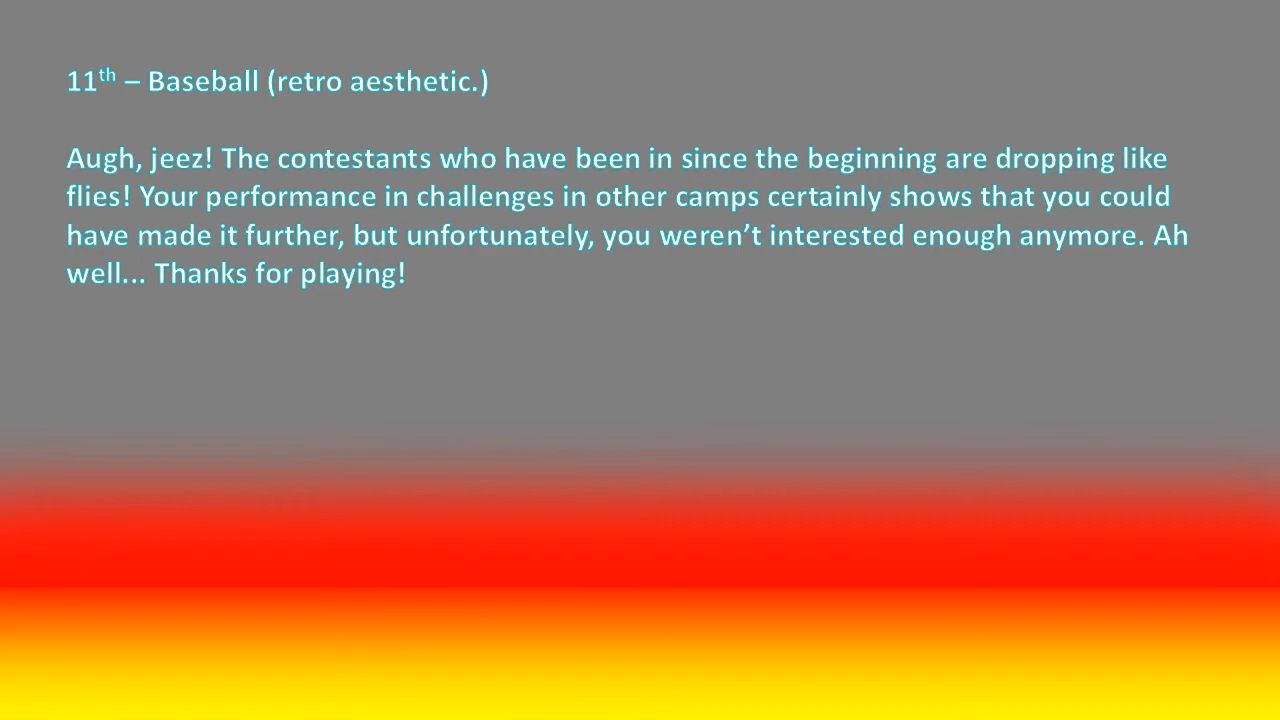 11th – Baseball (retro aesthetic.)
Augh, jeez! The contestants who have been in since the beginning are dropping like
flies! Your performance in challenges in other camps certainly shows that you could
have made it further, but unfortunately, you weren’t interested enough anymore. Ah
well... Thanks for playing!